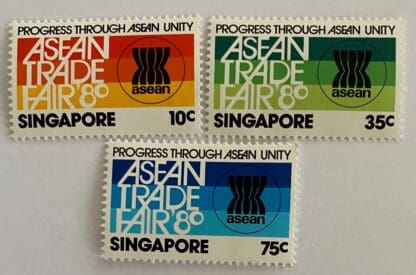 PROGRESS THROUGH ASEAN UNITY
ASEAN
TRADE
FAIR'80
asean
SINGAPORE 10c
PROGRESS THROUGH ASEAN UNITY
ASEAN
TRADE
FAIR'80
asean
SINGAPORE 35c
PROGRESS THROUGH ASEAN UNITY
ASEAN
TRADE
FAIR'80
asean
SINGAPORE 75c